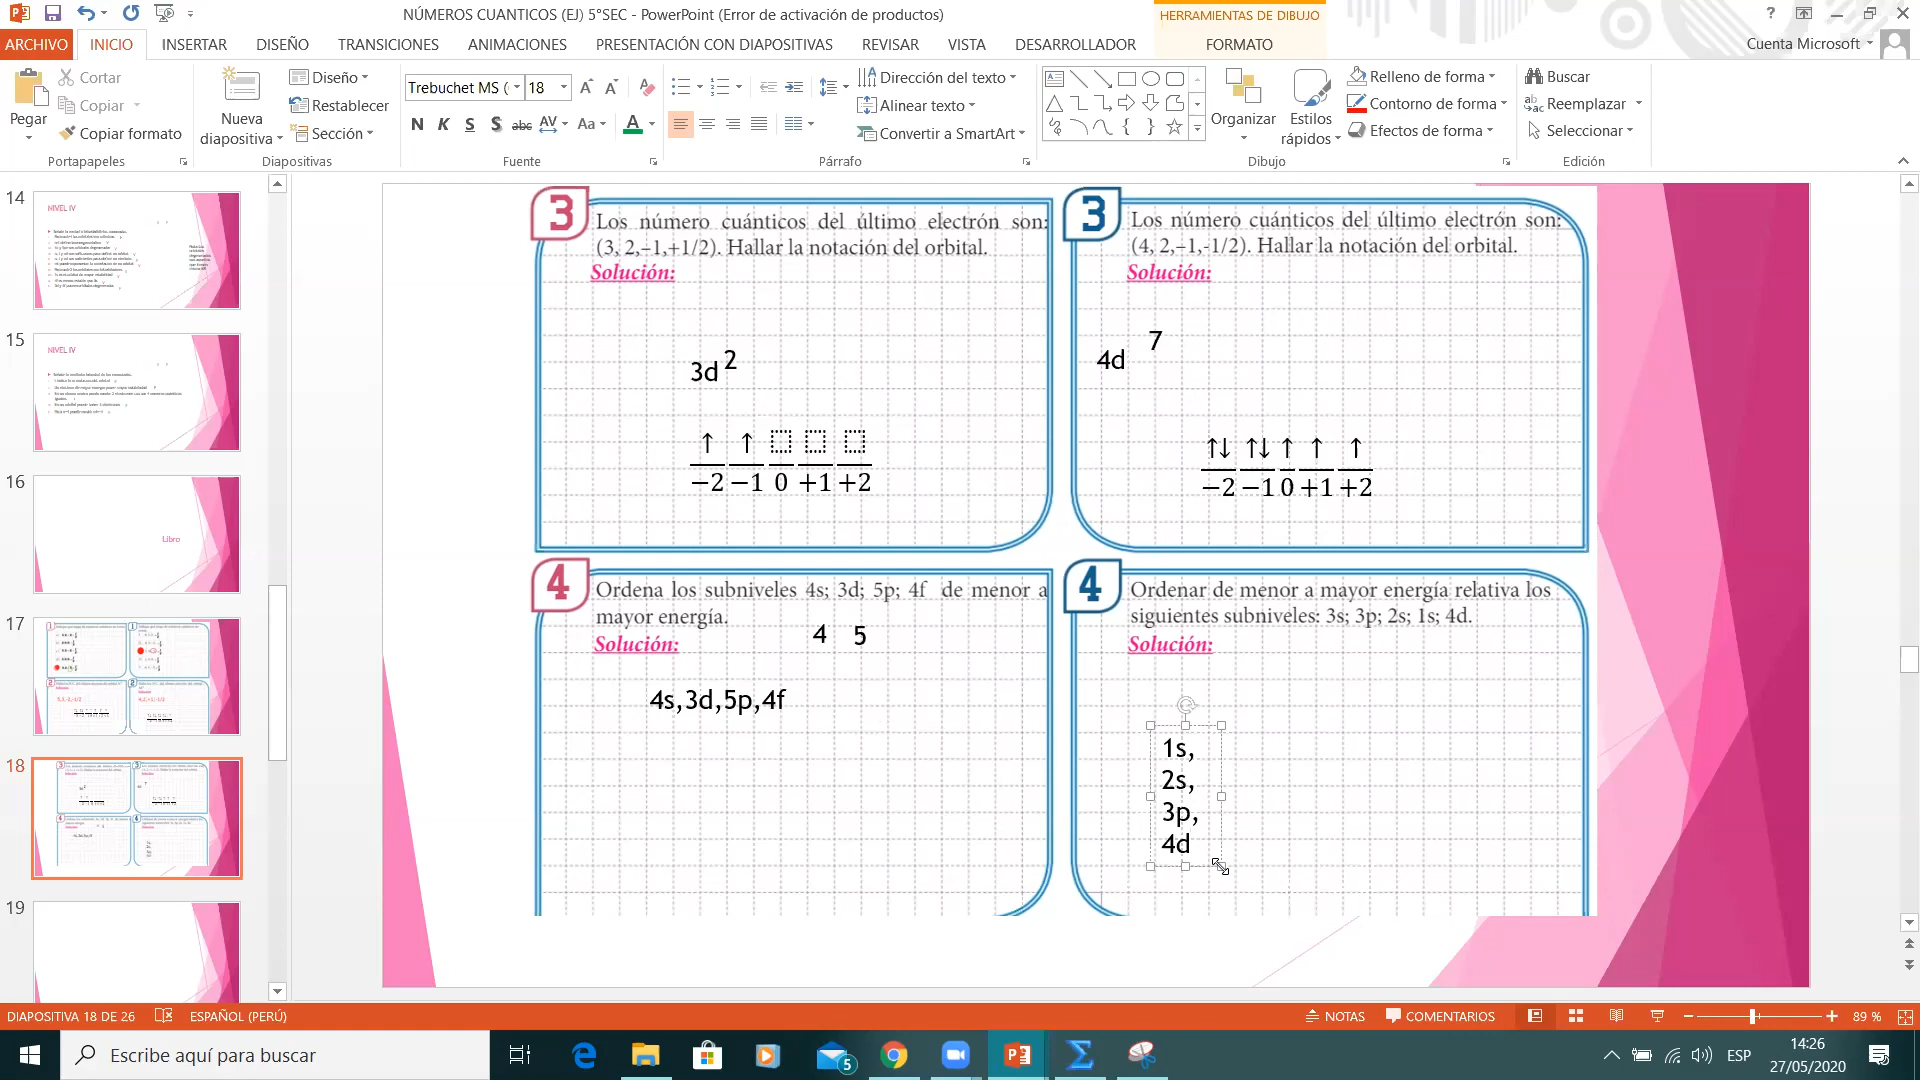 NÚMEROS CUANTICOS (EJ) 5°SEC - PowerPoint (Error de activación de productos)
HERRAMIENTAS DE DIBUJO
ARCHIVO INICIO INSERTAR DISEÑO TRANSICIONES ANIMACIONES PRESENTACIÓN CON DIAPOSITIVAS REVISAR VISTA DESARROLLADOR FORMATO
Cuenta Microsoft
Pegar
Cortar
Copiar
Copiar formato
Portapapeles
Nueva diapositiva
Diseño
Restablecer
Sección
Diapositivas
Trebuchet MS ( 18
N K S S abc AV Aa A
Fuente
Dirección del texto
Alinear texto
Convertir a SmartArt
Párrafo
Organizar
Estilos rápidos
Relleno de forma
Contorno de forma
Efectos de forma
Dibujo
Buscar
Reemplazar
Seleccionar
Edición
14
NIVEL IV
15
NIVEL IV
16
Libro
17
18
19
3
Los número cuánticos del último electrón son:
(3, 2,−1,+1/2). Hallar la notación del orbital.
Solución:
3d 2
↑ ↑
−2 −1 0 +1 +2
3
Los número cuánticos del último electrón son:
(4, 2,−1,-1/2). Hallar la notación del orbital.
Solución:
4d 7
↑↓ ↑↓ ↑ ↑ ↑
−2 −1 0 +1 +2
4
Ordena los subniveles 4s; 3d; 5p; 4f de menor a
mayor energía.
Solución:
4 5
4s,3d,5p,4f
4
Ordenar de menor a mayor energía relativa los
siguientes subniveles: 3s; 3p; 2s; 1s; 4d.
Solución:
1s,
2s,
3p,
4d
DIAPOSITIVA 18 DE 26 ESPAÑOL (PERÚ) NOTAS COMENTARIOS 89 %
Escribe aquí para buscar
5
ESP
14:26
27/05/2020